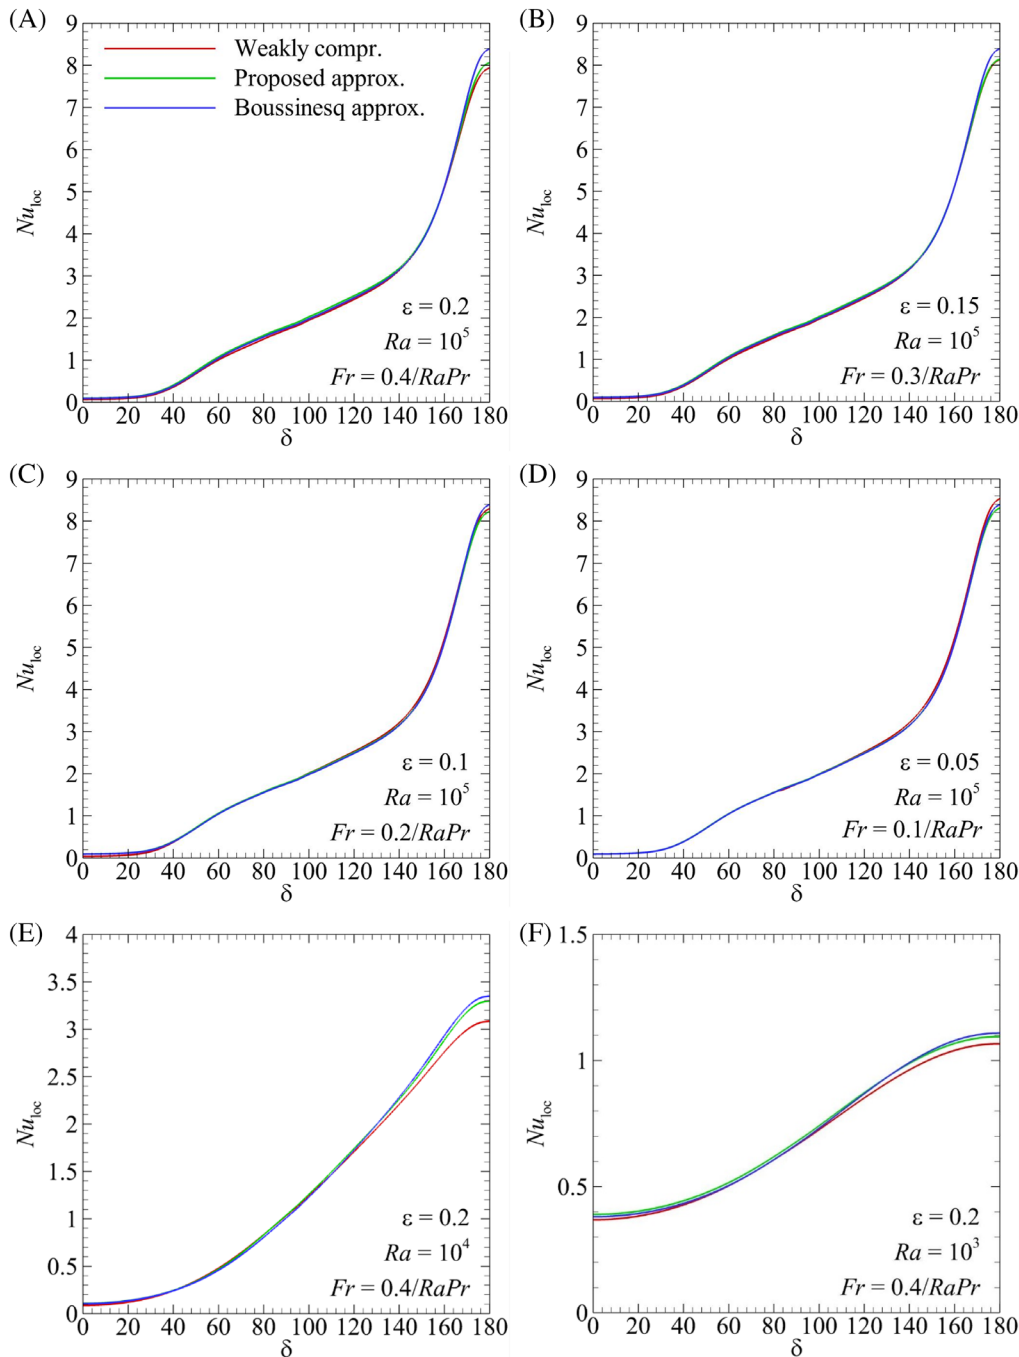 (A)
9
8
7
6
5
4
3
2
1
0
Nu_loc
Weakly compr.
Proposed approx.
Boussinesq approx.
ε = 0.2
Ra = 10^5
Fr = 0.4/RaPr
0 20 40 60 80 100 120 140 160 180
δ
(B)
9
8
7
6
5
4
3
2
1
0
Nu_loc
ε = 0.15
Ra = 10^5
Fr = 0.3/RaPr
0 20 40 60 80 100 120 140 160 180
δ
(C)
9
8
7
6
5
4
3
2
1
0
Nu_loc
ε = 0.1
Ra = 10^5
Fr = 0.2/RaPr
0 20 40 60 80 100 120 140 160 180
δ
(D)
9
8
7
6
5
4
3
2
1
0
Nu_loc
ε = 0.05
Ra = 10^5
Fr = 0.1/RaPr
0 20 40 60 80 100 120 140 160 180
δ
(E)
4
3.5
3
2.5
2
1.5
1
0.5
0
Nu_loc
ε = 0.2
Ra = 10^4
Fr = 0.4/RaPr
0 20 40 60 80 100 120 140 160 180
δ
(F)
1.5
1
0.5
0
Nu_loc
ε = 0.2
Ra = 10^3
Fr = 0.4/RaPr
0 20 40 60 80 100 120 140 160 180
δ